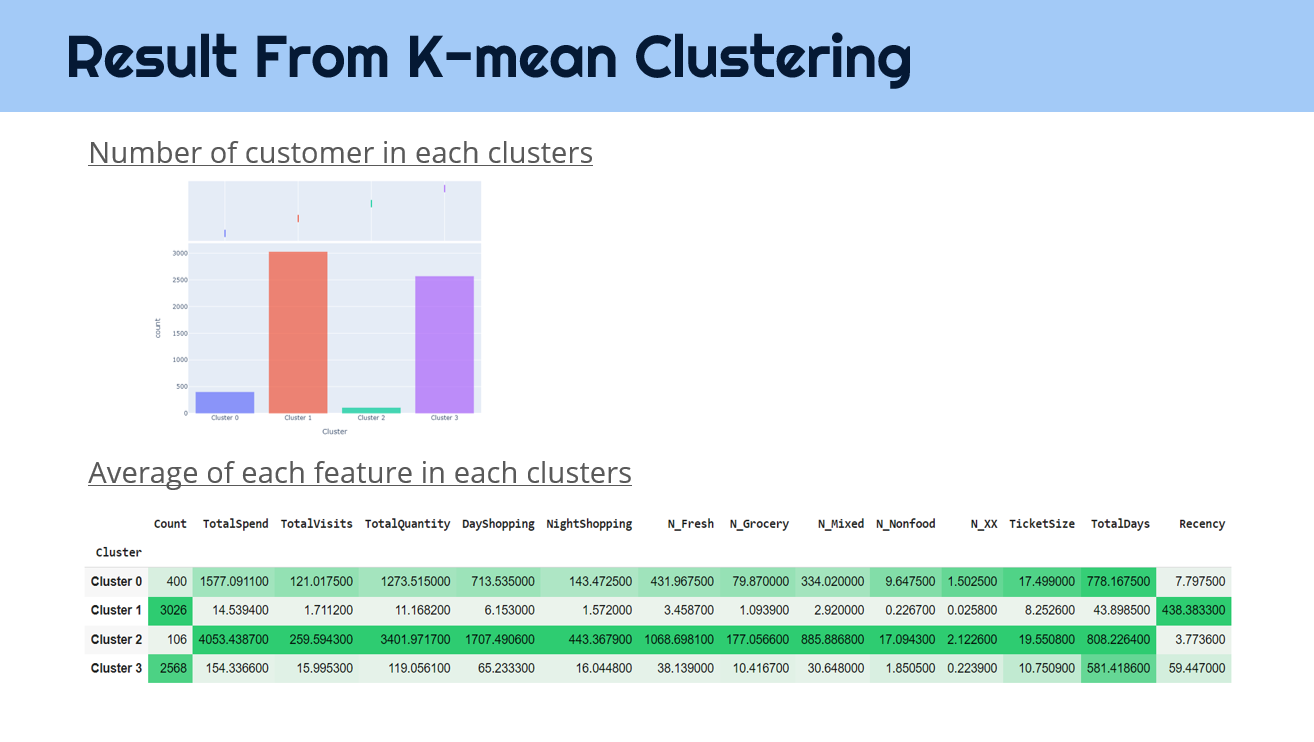 Result From K-mean Clustering
Number of customer in each clusters
3000
2500
2000
1500
1000
500
0
count
Cluster 0 Cluster 1 Cluster 2 Cluster 3
Cluster
Average of each feature in each clusters
Count TotalSpend TotalVisits TotalQuantity DayShopping NightShopping N_Fresh N_Grocery N_Mixed N_Nonfood N_XX TicketSize TotalDays Recency
Cluster
Cluster 0 400 1577.091100 121.017500 1273.515000 713.535000 143.472500 431.967500 79.870000 334.020000 9.647500 1.502500 17.499000 778.167500 7.797500
Cluster 1 3026 14.539400 1.711200 11.168200 6.153000 1.572000 3.458700 1.093900 2.920000 0.226700 0.025800 8.252600 43.898500 438.383300
Cluster 2 106 4053.438700 259.594300 3401.971700 1707.490600 443.367900 1068.698100 177.056600 885.886800 17.094300 2.122600 19.550800 808.226400 3.773600
Cluster 3 2568 154.336600 15.995300 119.056100 65.233300 16.044800 38.139000 10.416700 30.648000 1.850500 0.223900 10.750900 581.418600 59.447000